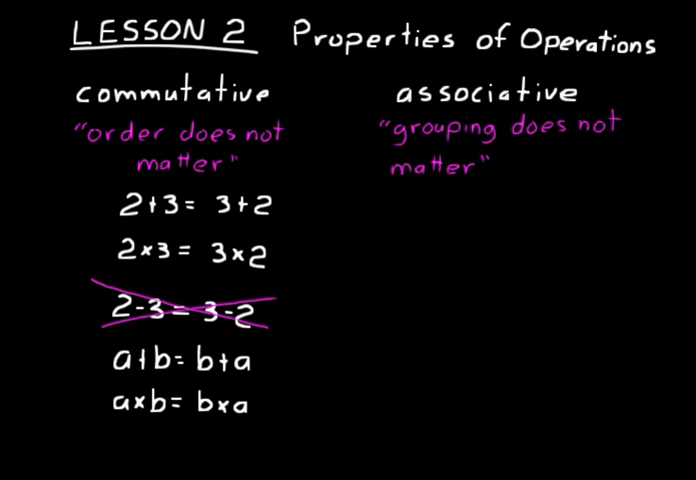 LESSON 2 Properties of Operations
commutative
"order does not
matter"
2+3= 3+2
2×3= 3×2
2-3=3-2
a+b= b+a
a×b= b×a
associative
"grouping does not
matter"